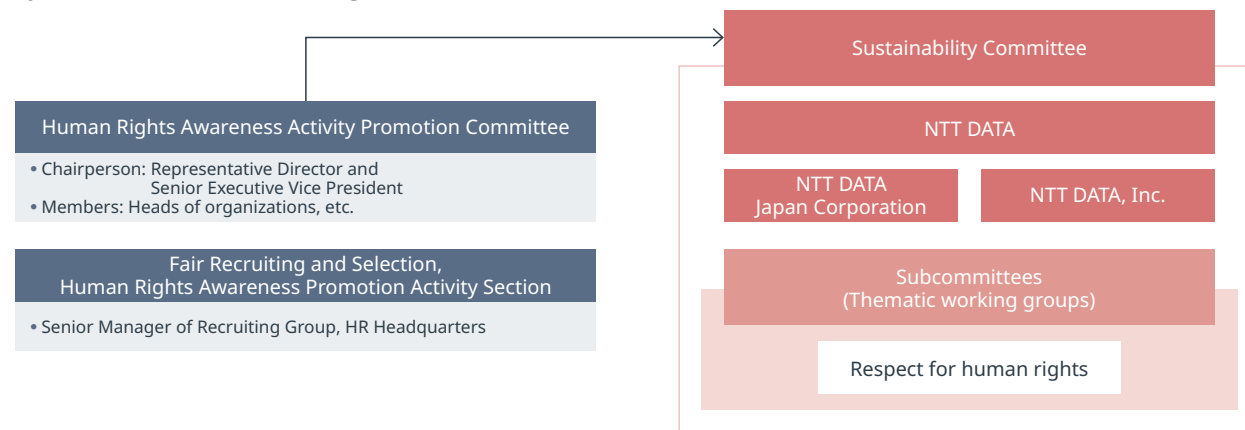 Sustainability Committee
Human Rights Awareness Activity Promotion Committee
• Chairperson: Representative Director and
Senior Executive Vice President
• Members: Heads of organizations, etc.
Fair Recruiting and Selection,
Human Rights Awareness Promotion Activity Section
• Senior Manager of Recruiting Group, HR Headquarters
NTT DATA
NTT DATA
Japan Corporation
NTT DATA, Inc.
Subcommittees
(Thematic working groups)
Respect for human rights